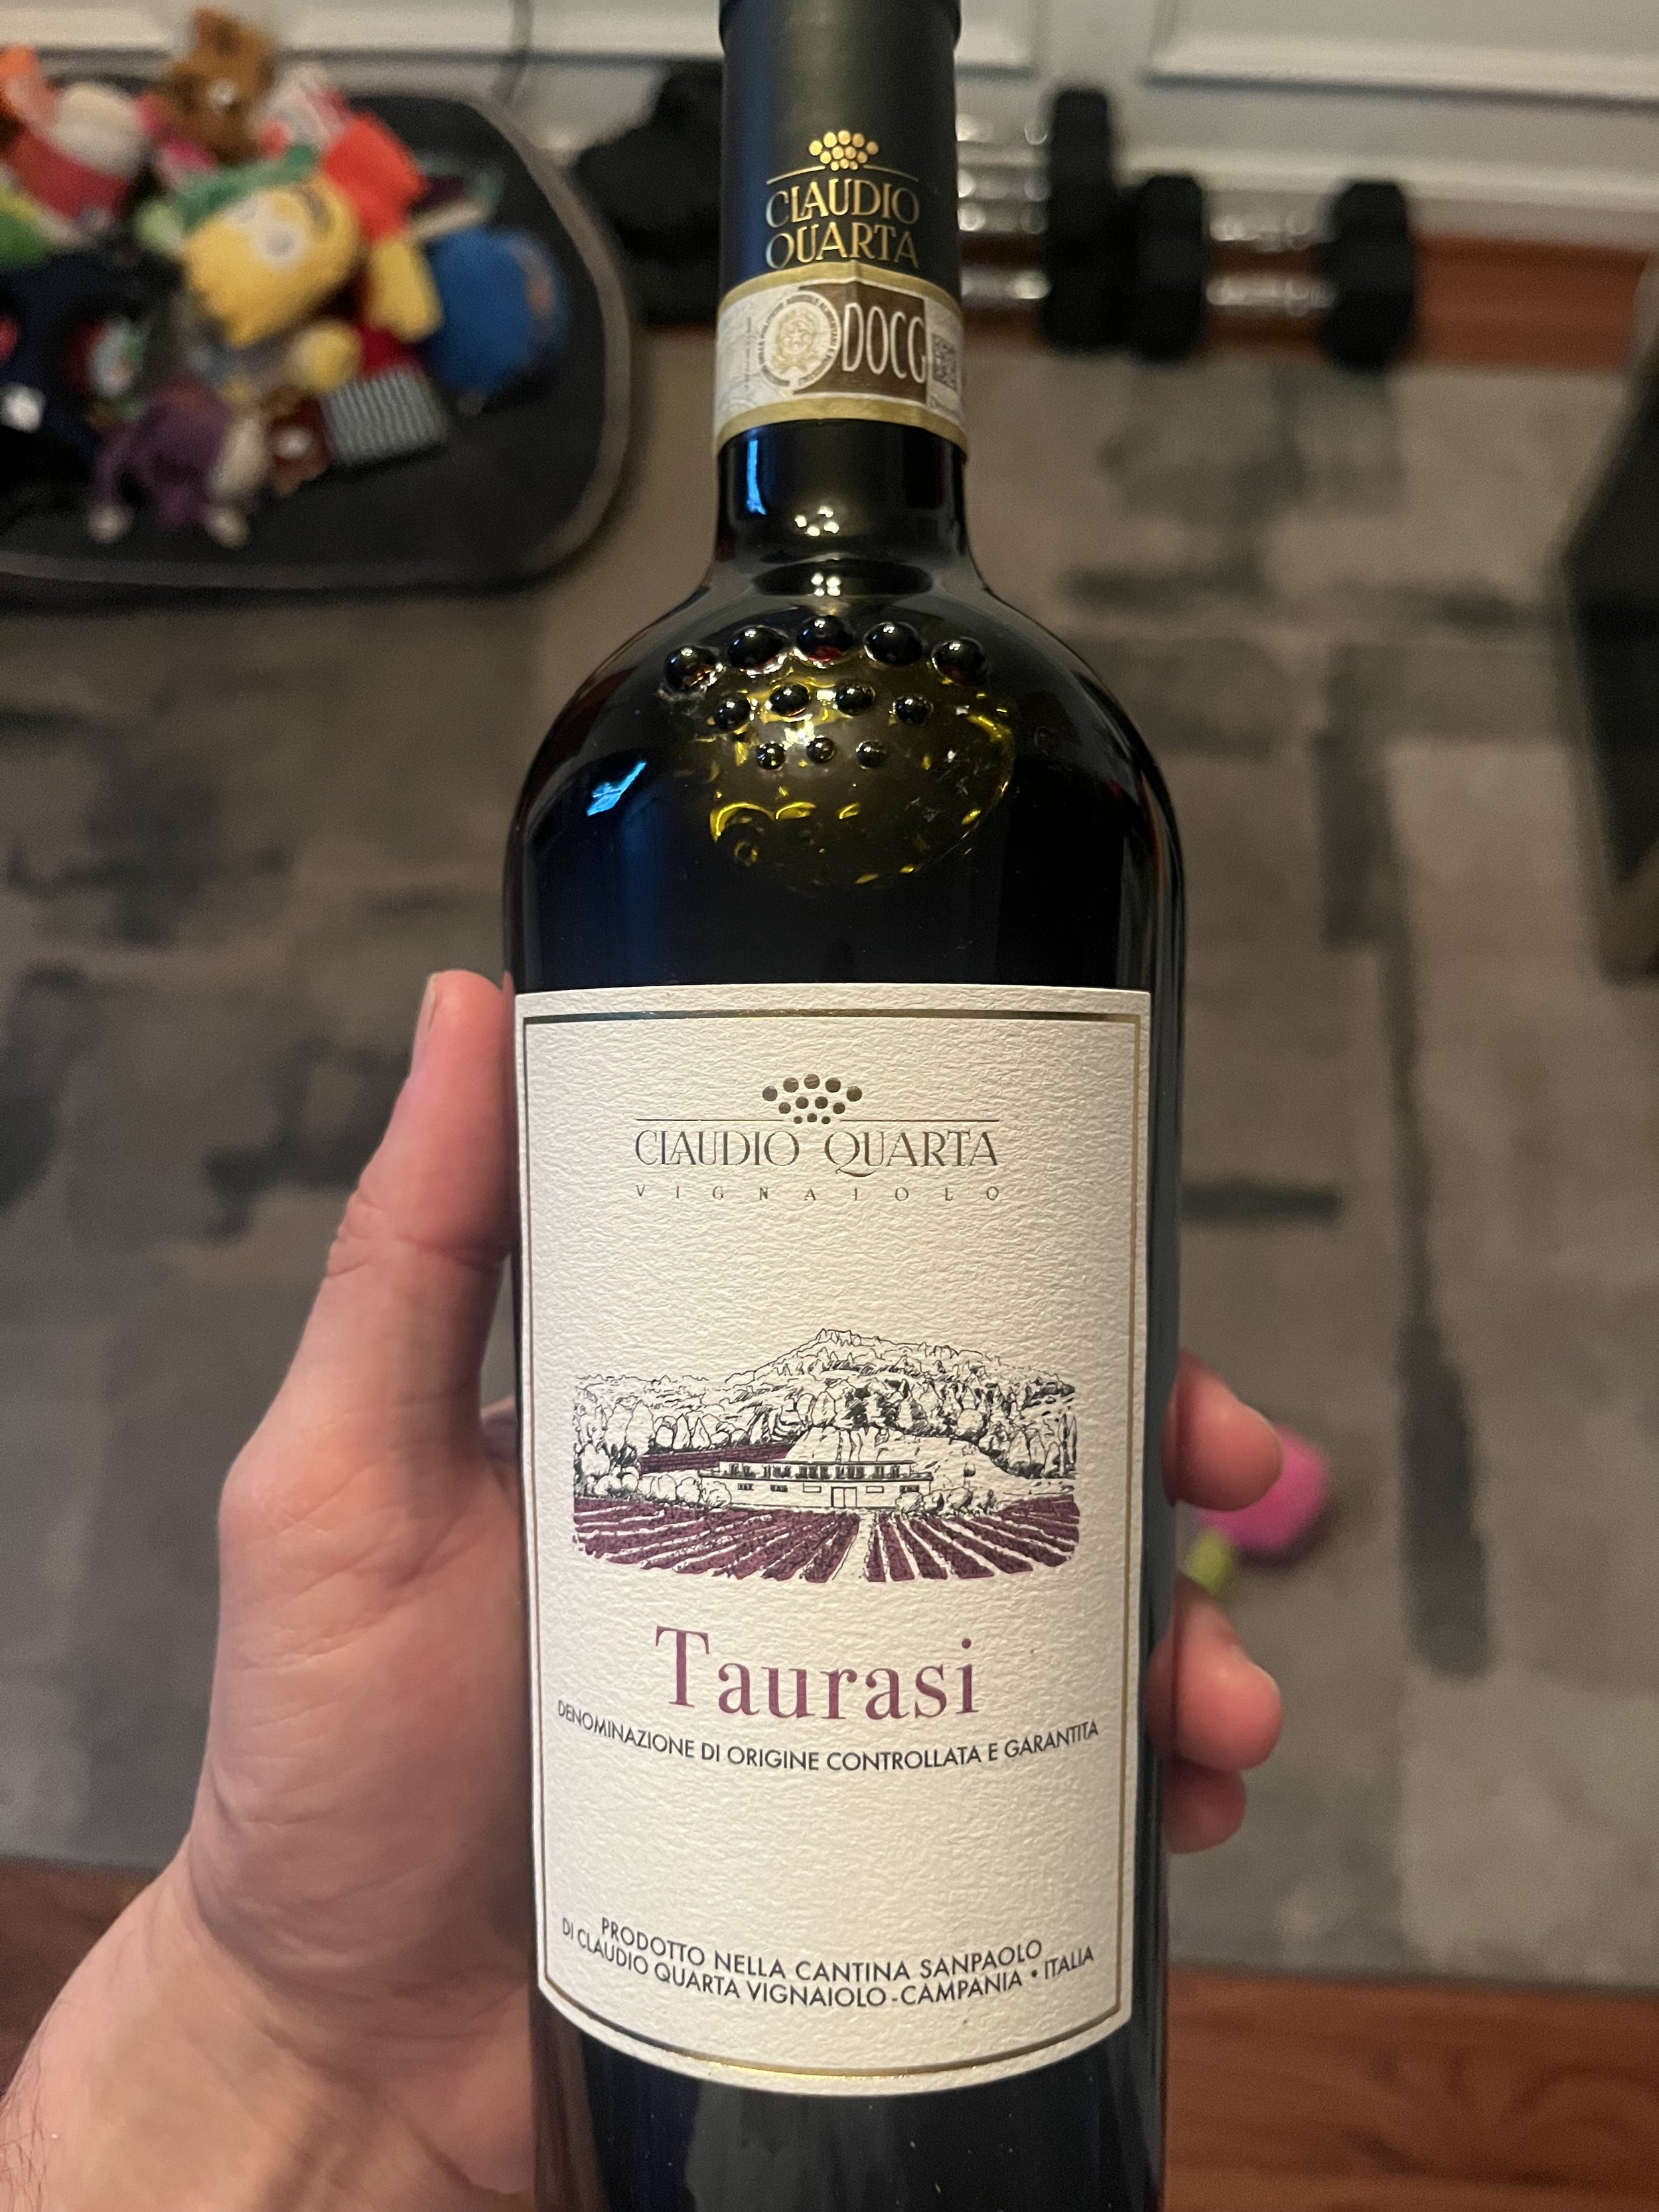 CLAUDIO
QUARTA
DOCG
CLAUDIO QUARTA
VIGNAIOLO
Taurasi
DENOMINAZIONE DI ORIGINE CONTROLLATA E GARANTITA
PRODOTTO NELLA CANTINA SANPAOLO
DI CLAUDIO QUARTA VIGNAIOLO - CAMPANIA • ITALIA